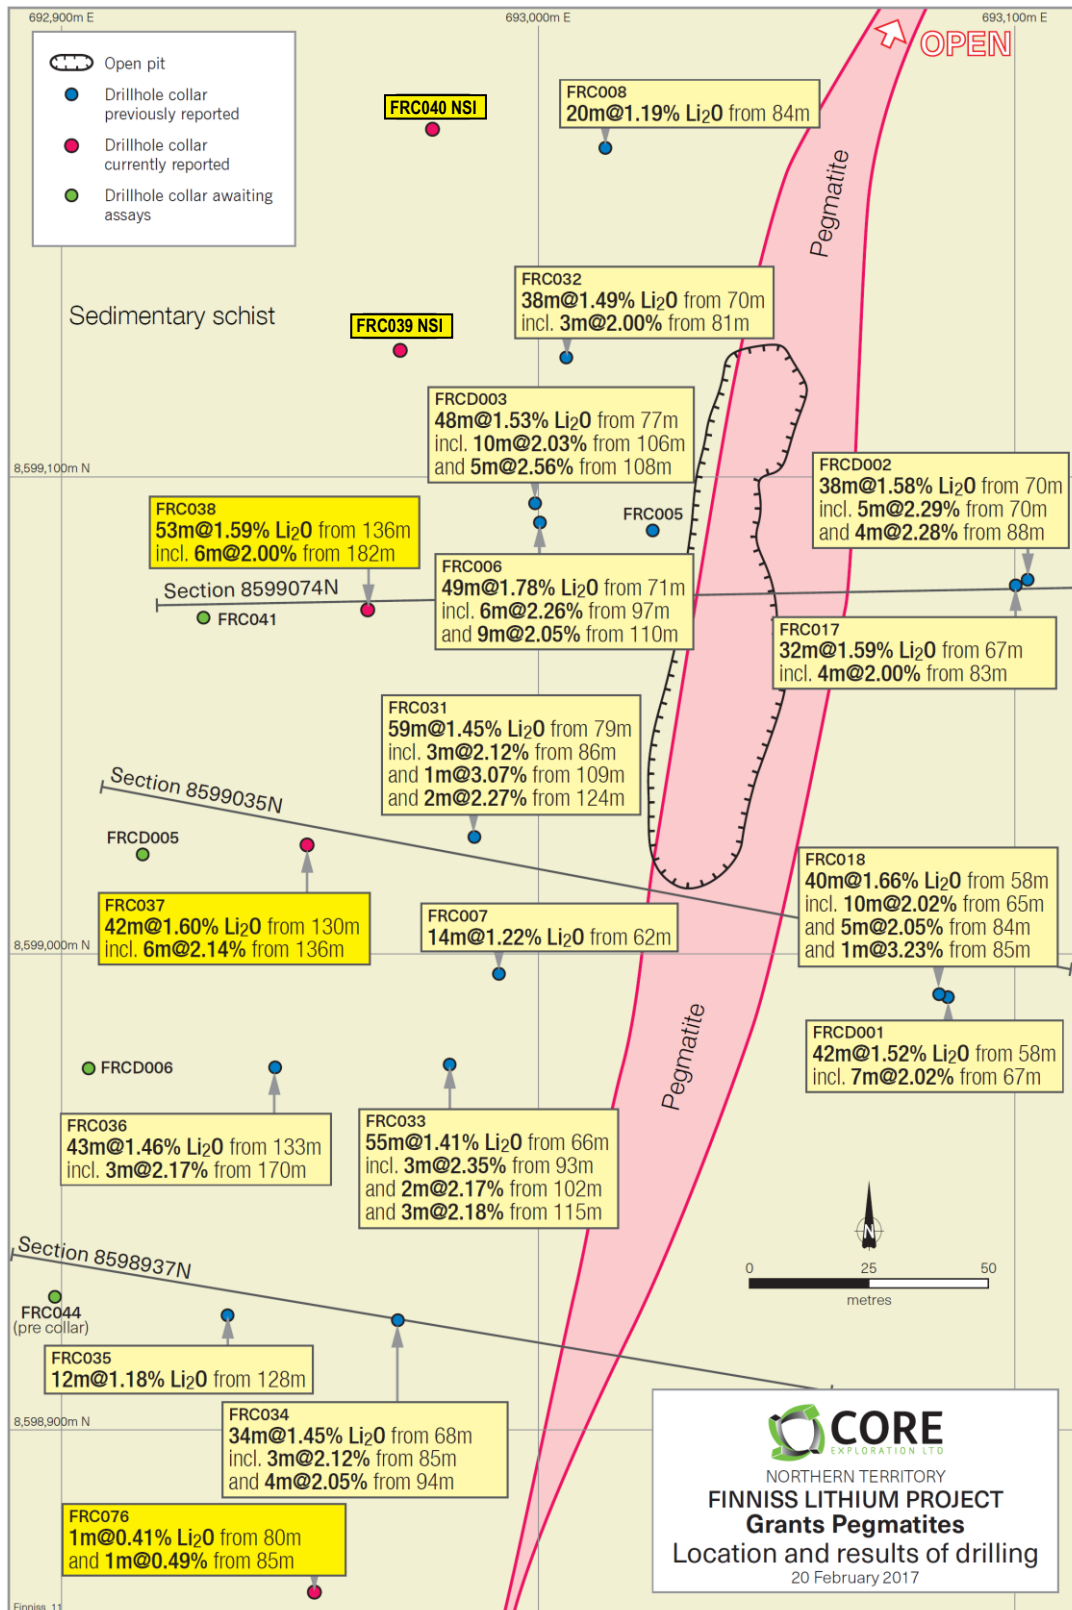 692,900m E
693,000m E
693,100m E
Open pit
Drillhole collar
previously reported
Drillhole collar
currently reported
Drillhole collar awaiting
assays
FRC040 NSI
FRC008
20m@1.19% Li2O from 84m
OPEN
Pegmatite
Sedimentary schist
FRC039 NSI
FRC032
38m@1.49% Li2O from 70m
incl. 3m@2.00% from 81m
FRCD003
48m@1.53% Li2O from 77m
incl. 10m@2.03% from 106m
and 5m@2.56% from 108m
8,599,100m N
FRCD002
38m@1.58% Li2O from 70m
incl. 5m@2.29% from 70m
and 4m@2.28% from 88m
FRC038
53m@1.59% Li2O from 136m
incl. 6m@2.00% from 182m
FRC005
FRC006
49m@1.78% Li2O from 71m
incl. 6m@2.26% from 97m
and 9m@2.05% from 110m
Section 8599074N
FRC041
FRC017
32m@1.59% Li2O from 67m
incl. 4m@2.00% from 83m
FRC031
59m@1.45% Li2O from 79m
incl. 3m@2.12% from 86m
and 1m@3.07% from 109m
and 2m@2.27% from 124m
Section 8599035N
FRCD005
FRC037
42m@1.60% Li2O from 130m
incl. 6m@2.14% from 136m
FRC018
40m@1.66% Li2O from 58m
incl. 10m@2.02% from 65m
and 5m@2.05% from 84m
and 1m@3.23% from 85m
FRC007
14m@1.22% Li2O from 62m
8,599,000m N
FRCD001
42m@1.52% Li2O from 58m
incl. 7m@2.02% from 67m
Pegmatite
FRCD006
FRC036
43m@1.46% Li2O from 133m
incl. 3m@2.17% from 170m
FRC033
55m@1.41% Li2O from 66m
incl. 3m@2.35% from 93m
and 2m@2.17% from 102m
and 3m@2.18% from 115m
N
Section 8598937N
0 25 50
metres
FRC044
(pre collar)
FRC035
12m@1.18% Li2O from 128m
FRC034
34m@1.45% Li2O from 68m
incl. 3m@2.12% from 85m
and 4m@2.05% from 94m
8,598,900m N
FRC076
1m@0.41% Li2O from 80m
and 1m@0.49% from 85m
CORE
EXPLORATION LTD
NORTHERN TERRITORY
FINNISS LITHIUM PROJECT
Grants Pegmatites
Location and results of drilling
20 February 2017
Finniss_11